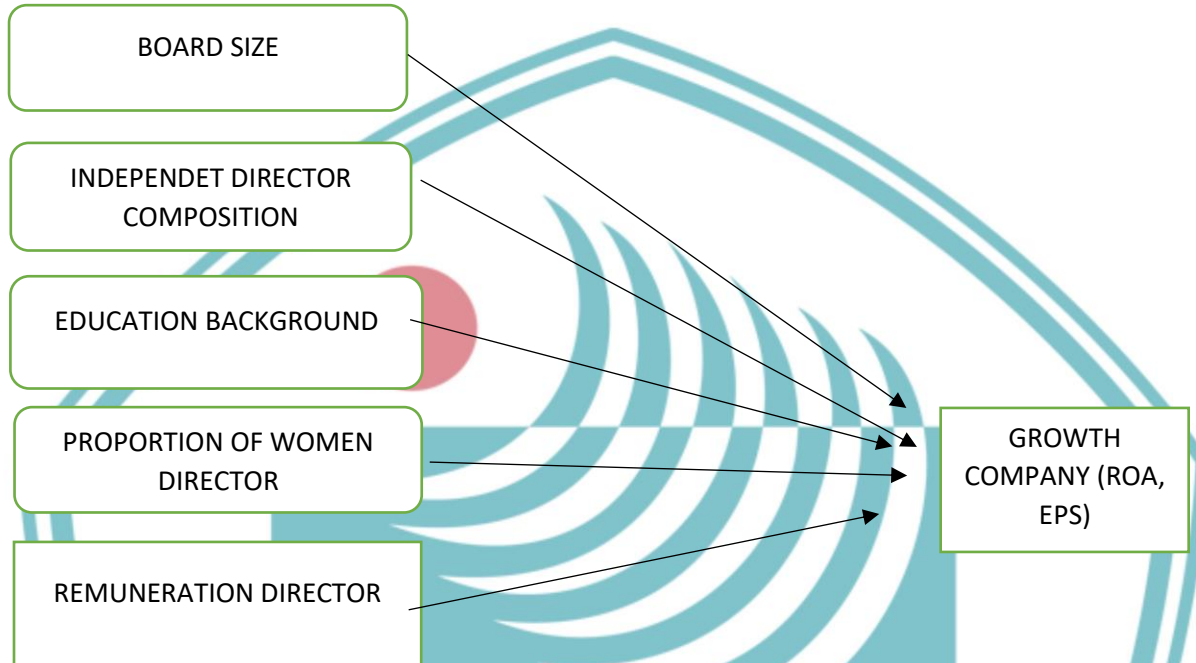 BOARD SIZE
INDEPENDET DIRECTOR
COMPOSITION
EDUCATION BACKGROUND
PROPORTION OF WOMEN
DIRECTOR
REMUNERATION DIRECTOR
GROWTH
COMPANY (ROA,
EPS)